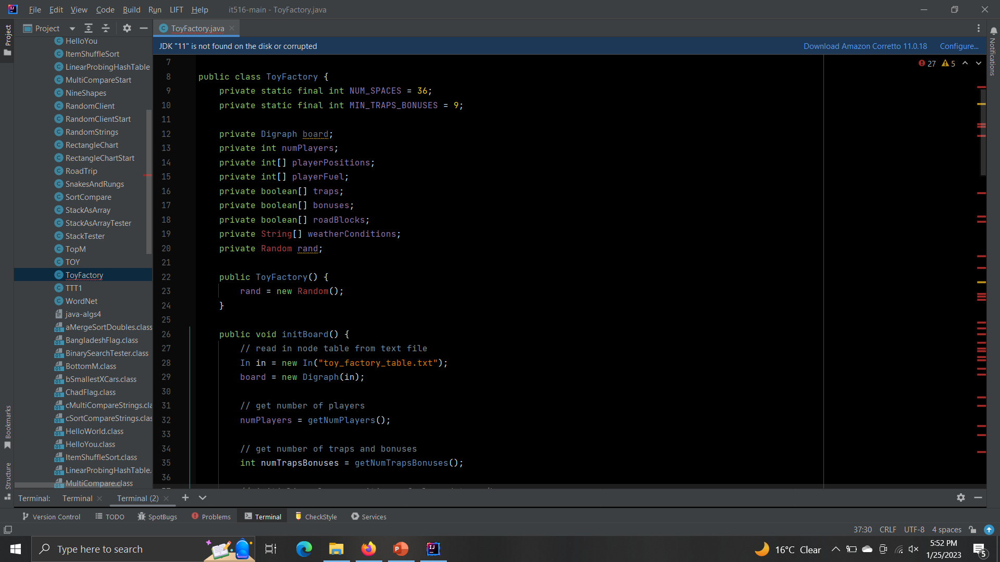 File Edit View Code Build Run LIFT Help it516-main - ToyFactory.java
Project
Project
ToyFactory.java
Notifications
JDK "11" is not found on the disk or corrupted Download Amazon Corretto 11.0.18 Configure...
27 5
HelloYou
ItemShuffleSort
LinearProbingHashTable
MultiCompareStart
NineShapes
RandomClient
RandomClientStart
RandomStrings
RectangleChart
RectangleChartStart
RoadTrip
SnakesAndRungs
SortCompare
StackAsArray
StackAsArrayTester
StackTester
TopM
TOY
ToyFactory
TTT1
WordNet
java-algs4
aMergeSortDoubles.class
BangladeshFlag.class
BinarySearchTester.class
BottomM.class
bSmallestXCars.class
ChadFlag.class
cMultiCompareStrings.cla
cSortCompareStrings.clas
HelloWorld.class
HelloYou.class
ItemShuffleSort.class
LinearProbingHashTable.
MultiCompare.class
7
8 public class ToyFactory {
9 private static final int NUM_SPACES = 36;
10 private static final int MIN_TRAPS_BONUSES = 9;
11
12 private Digraph board;
13 private int numPlayers;
14 private int[] playerPositions;
15 private int[] playerFuel;
16 private boolean[] traps;
17 private boolean[] bonuses;
18 private boolean[] roadBlocks;
19 private String[] weatherConditions;
20 private Random rand;
21
22 public ToyFactory() {
23 rand = new Random();
24 }
25
26 public void initBoard() {
27 // read in node table from text file
28 In in = new In("toy_factory_table.txt");
29 board = new Digraph(in);
30
31 // get number of players
32 numPlayers = getNumPlayers();
33
34 // get number of traps and bonuses
35 int numTrapsBonuses = getNumTrapsBonuses();
36
Bookmarks
Structure
Terminal: Terminal Terminal (2)
Version Control TODO SpotBugs Problems Terminal CheckStyle Services
37:30 CRLF UTF-8 4 spaces
Type here to search
16°C Clear
5:52 PM
1/25/2023
5